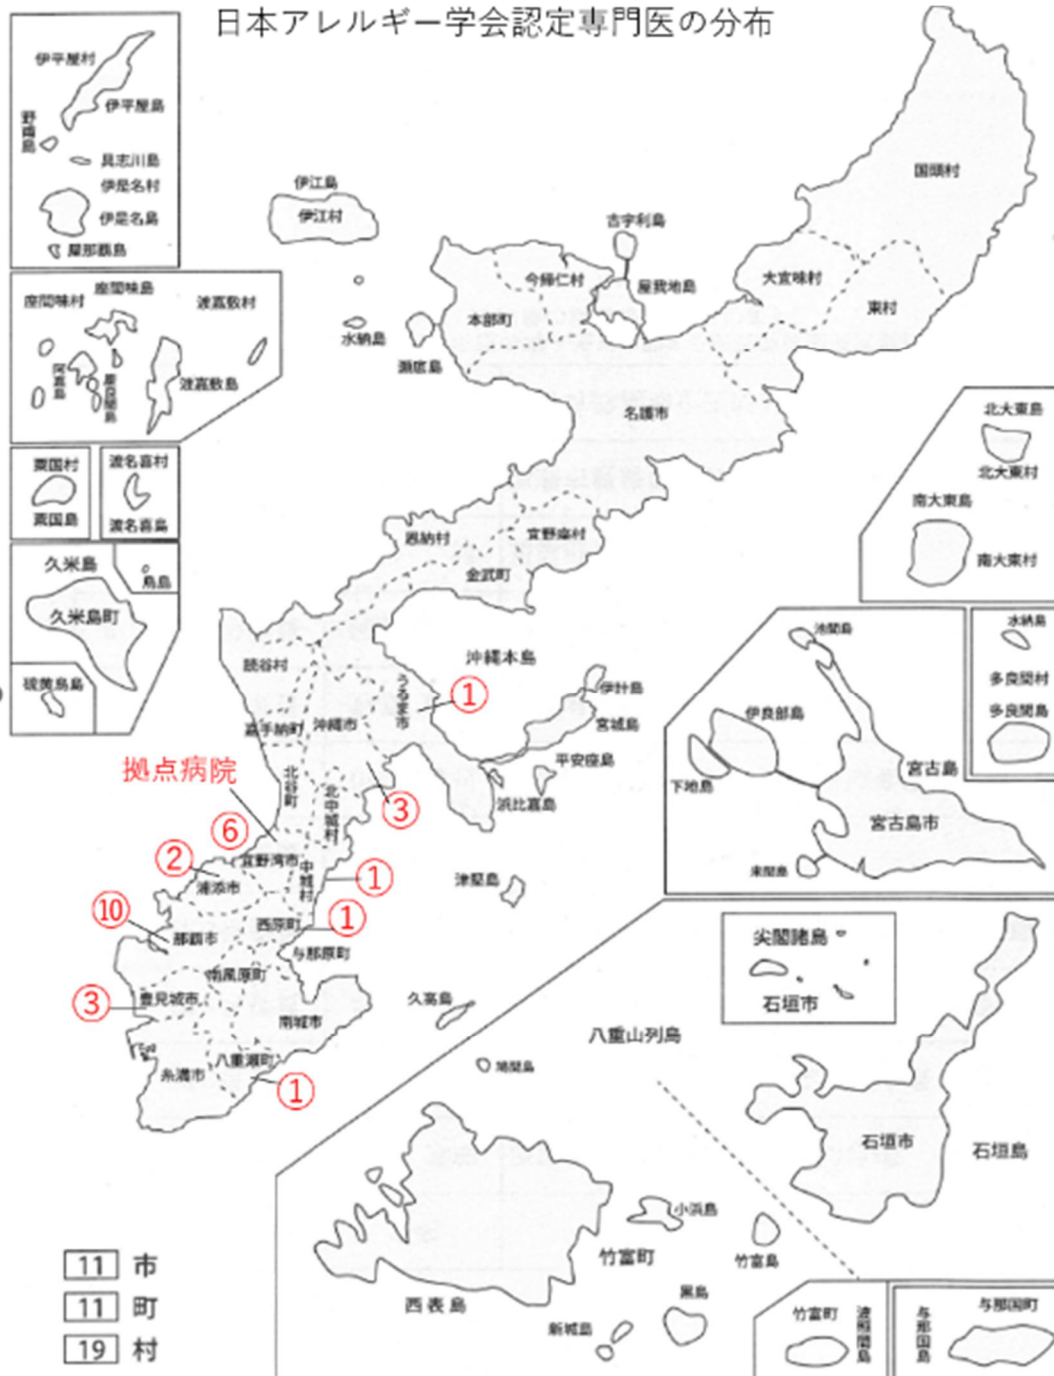 日本アレルギー学会認定専門医の分布
伊平屋村
伊平屋島
野甫島
具志川島
伊是名村
伊是名島
屋那覇島
伊江島
伊江村
水納島
瀬底島
古宇利島
屋我地島
今帰仁村
本部町
国頭村
大宜味村
東村
名護市
座間味村
座間味島
渡嘉敷村
阿嘉島
慶良間島
渡嘉敷島
粟国村
粟国島
渡名喜村
渡名喜島
久米島
久米島町
鳥島
硫黄鳥島
北大東島
北大東村
南大東島
南大東村
恩納村
宜野座村
金武町
沖縄本島
読谷村
うるま市
①
嘉手納町
沖縄市
③
伊計島
宮城島
平安座島
浜比嘉島
津堅島
北谷町
北中城村
拠点病院
⑥
宜野湾市
中城村
①
②
浦添市
⑩
那覇市
西原町
①
与那原町
南風原町
③
豊見城市
南城市
久高島
八重瀬町
①
糸満市
池間島
伊良部島
下地島
宮古島
宮古島市
来間島
水納島
多良間村
多良間島
尖閣諸島
石垣市
八重山列島
鳩間島
石垣市
石垣島
小浜島
竹富町
竹富島
西表島
黒島
新城島
竹富町
波照間島
与那国島
与那国町
11 市
11 町
19 村